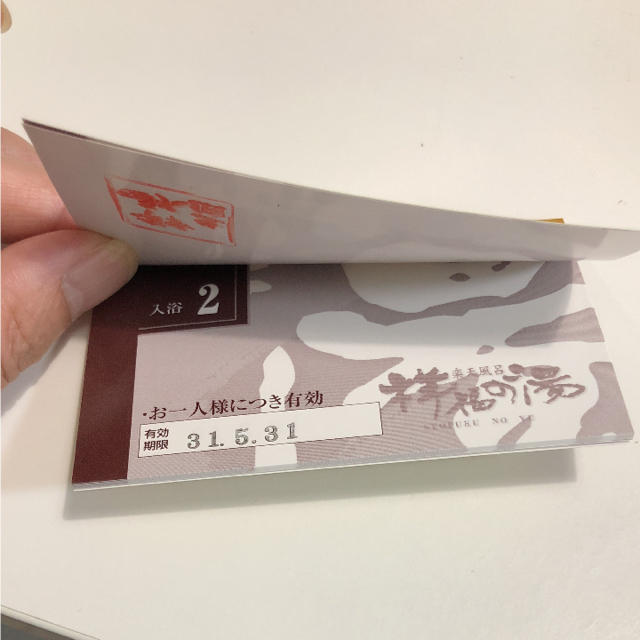 入浴 2
・お一人様につき有効
有効期限 31.5.31
楽天風呂
祥福の湯
SHOFUKU NO YU